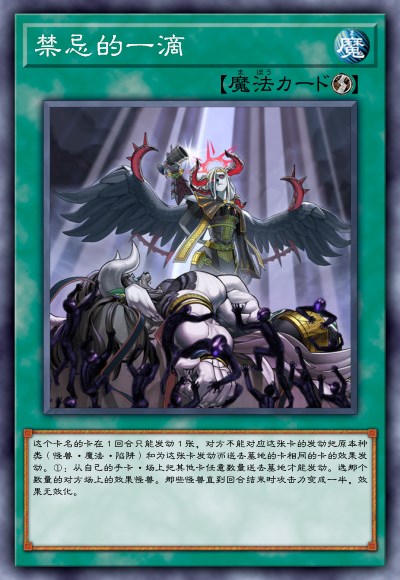 禁忌的一滴
魔
【魔法カード】
ま ほう
这个卡名的卡在1回合只能发动1张，对方不能对应这张卡的发动把原本种
类（怪兽·魔法·陷阱）和为这张卡发动而送去墓地的卡相同的卡的效果发
动。①：从自己的手卡·场上把其他卡任意数量送去墓地才能发动。选那个
数量的对方场上的效果怪兽。那些怪兽直到回合结束时攻击力变成一半，效
果无效化。